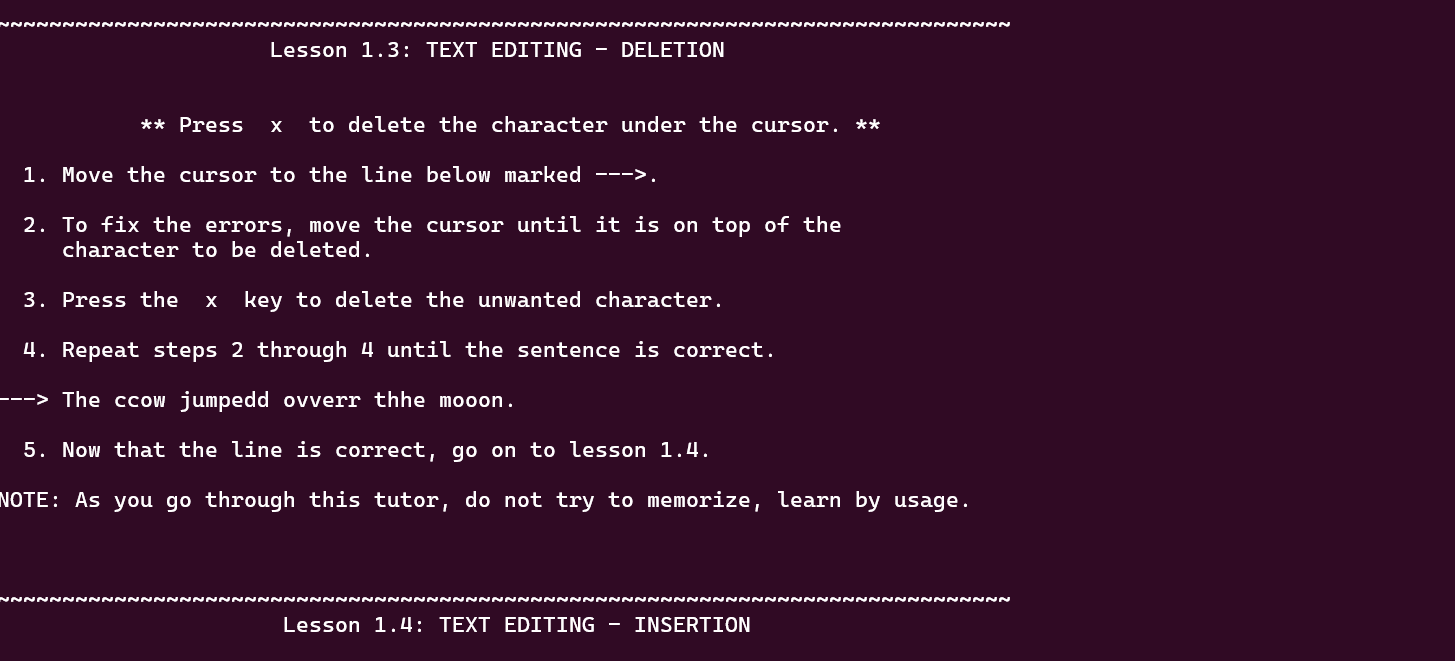 ~~~~~~~~~~~~~~~~~~~~~~~~~~~~~~~~~~~~~~~~~~~~~~~~~~~~~~~~~~~~~~~~~~~~~~~~~~~~~~
Lesson 1.3: TEXT EDITING - DELETION
** Press  x  to delete the character under the cursor. **
1. Move the cursor to the line below marked --->.
2. To fix the errors, move the cursor until it is on top of the
character to be deleted.
3. Press the  x  key to delete the unwanted character.
4. Repeat steps 2 through 4 until the sentence is correct.
---> The ccow jumpedd ovverr thhe mooon.
5. Now that the line is correct, go on to lesson 1.4.
NOTE: As you go through this tutor, do not try to memorize, learn by usage.
~~~~~~~~~~~~~~~~~~~~~~~~~~~~~~~~~~~~~~~~~~~~~~~~~~~~~~~~~~~~~~~~~~~~~~~~~~~~~~
Lesson 1.4: TEXT EDITING - INSERTION